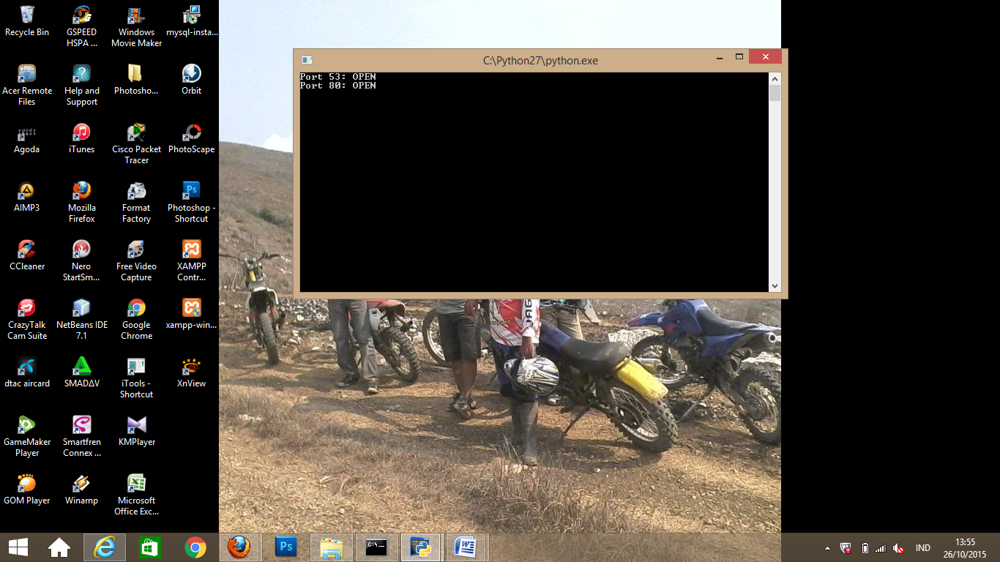 Recycle Bin
GSPEED
HSPA ...
Windows
Movie Maker
mysql-insta...
Acer Remote
Files
Help and
Support
Photosho...
Orbit
Agoda
iTunes
Cisco Packet
Tracer
PhotoScape
AIMP3
Mozilla
Firefox
Format
Factory
Photoshop -
Shortcut
CCleaner
Nero
StartSm...
Free Video
Capture
XAMPP
Contr...
CrazyTalk
Cam Suite
NetBeans IDE
7.1
Google
Chrome
xampp-win...
dtac aircard
SMADΔV
iTools -
Shortcut
XnView
GameMaker
Player
Smartfren
Connex ...
KMPlayer
GOM Player
Winamp
Microsoft
Office Exc...
C:\Python27\python.exe
Port 53: OPEN
Port 80: OPEN
IND
13:55
26/10/2015